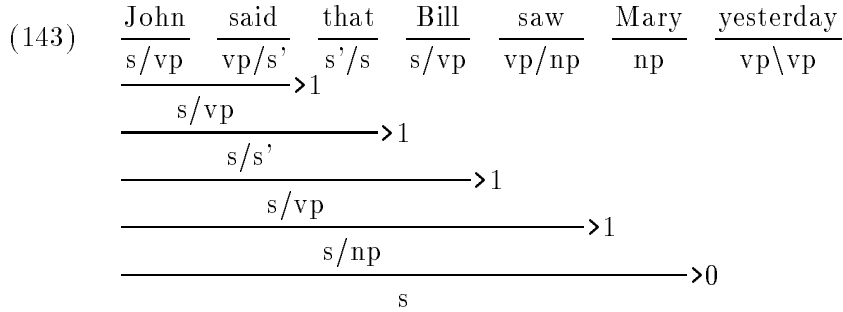 (143) John said that Bill saw Mary yesterday
s/vp vp/s' s'/s s/vp vp/np np vp\vp
>1
s/vp
>1
s/s'
>1
s/vp
>1
s/np
>0
s